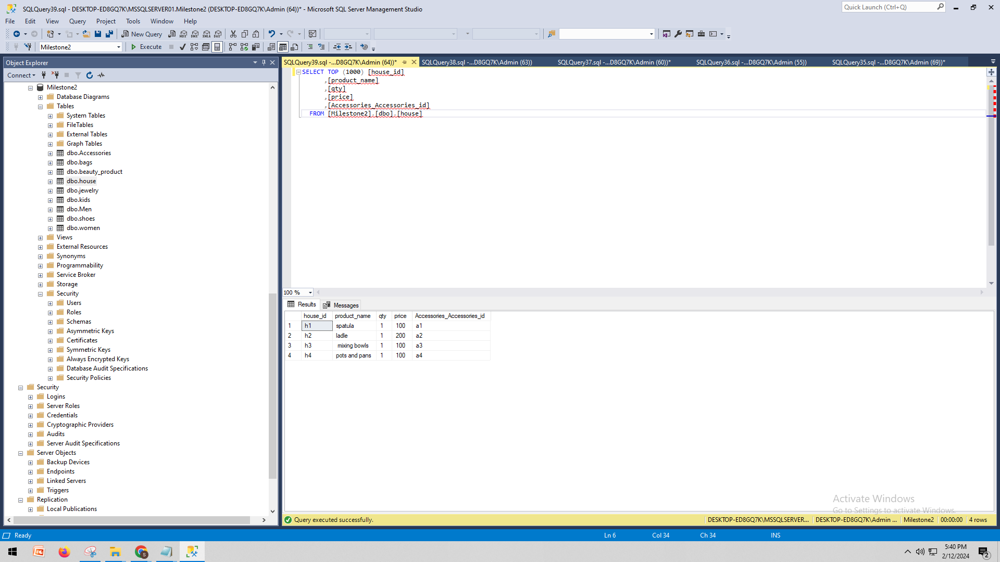 SQLQuery39.sql - DESKTOP-ED8GQ7K\MSSQLSERVER01.Milestone2 (DESKTOP-ED8GQ7K\Admin (64))* - Microsoft SQL Server Management Studio
Quick Launch (Ctrl+Q)
File Edit View Query Project Tools Window Help
New Query
MDX DMX XMLA DAX
Milestone2
Execute
Object Explorer
Connect
Milestone2
Database Diagrams
Tables
System Tables
FileTables
External Tables
Graph Tables
dbo.Accessories
dbo.bags
dbo.beauty_product
dbo.house
dbo.jewelry
dbo.kids
dbo.Men
dbo.shoes
dbo.women
Views
External Resources
Synonyms
Programmability
Service Broker
Storage
Security
Users
Roles
Schemas
Asymmetric Keys
Certificates
Symmetric Keys
Always Encrypted Keys
Database Audit Specifications
Security Policies
Security
Logins
Server Roles
Credentials
Cryptographic Providers
Audits
Server Audit Specifications
Server Objects
Backup Devices
Endpoints
Linked Servers
Triggers
Replication
Local Publications
SQLQuery39.sql -...D8GQ7K\Admin (64))* SQLQuery38.sql -...D8GQ7K\Admin (63)) SQLQuery37.sql -...D8GQ7K\Admin (60))* SQLQuery36.sql -...D8GQ7K\Admin (55)) SQLQuery35.sql -...D8GQ7K\Admin (69))*
SELECT TOP (1000) [house_id]
,[product_name]
,[qty]
,[price]
,[Accessories_Accessories_id]
FROM [Milestone2].[dbo].[house]
100 %
Results Messages
house_id product_name qty price Accessories_Accessories_id
1 h1 spatula 1 100 a1
2 h2 ladle 1 200 a2
3 h3 mixing bowls 1 100 a3
4 h4 pots and pans 1 100 a4
Activate Windows
Go to Settings to activate Windows.
Query executed successfully. DESKTOP-ED8GQ7K\MSSQLSERVER... DESKTOP-ED8GQ7K\Admin ... Milestone2 00:00:00 4 rows
Ready Ln 6 Col 34 Ch 34 INS
5:40 PM
2/12/2024
S
2